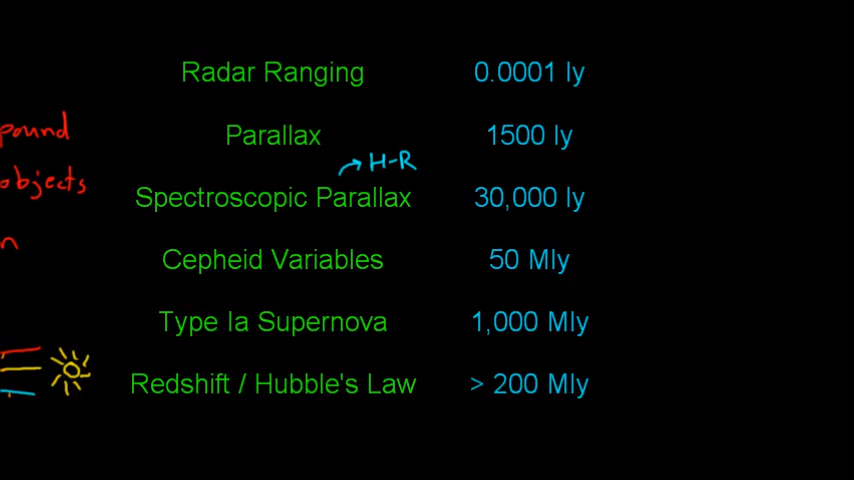 Radar Ranging 0.0001 ly
pound
Parallax 1500 ly
H-R
objects
Spectroscopic Parallax 30,000 ly
n
Cepheid Variables 50 Mly
Type Ia Supernova 1,000 Mly
Redshift / Hubble's Law > 200 Mly